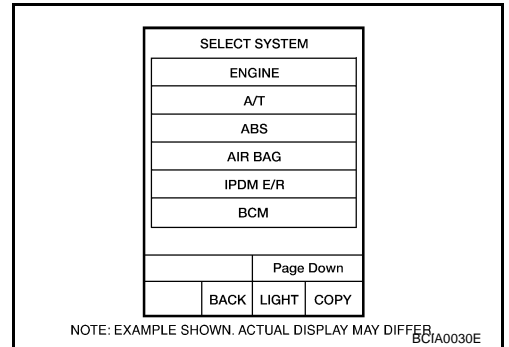 SELECT SYSTEM
ENGINE
A/T
ABS
AIR BAG
IPDM E/R
BCM
Page Down
BACK LIGHT COPY
NOTE: EXAMPLE SHOWN. ACTUAL DISPLAY MAY DIFFER.
BCIA0030E